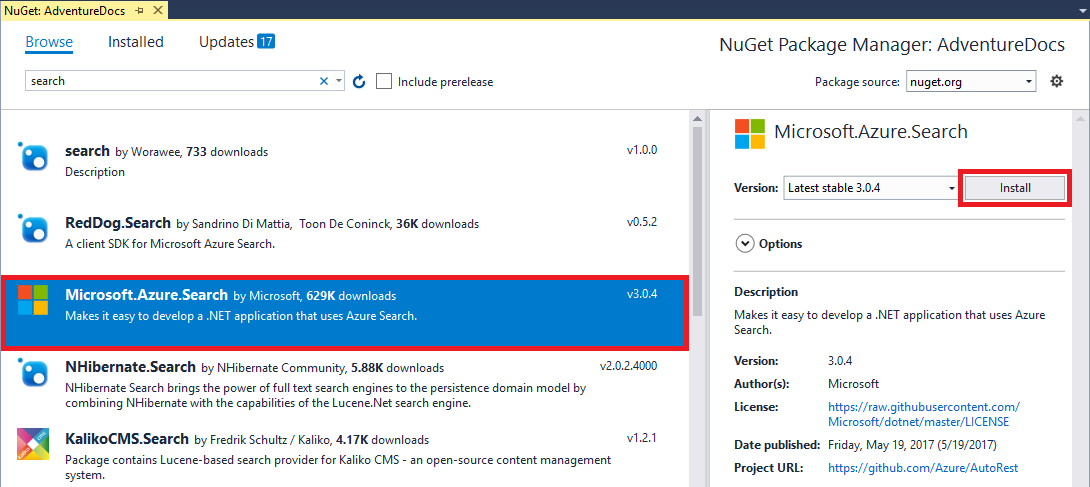 NuGet: AdventureDocs
Browse Installed Updates 17
NuGet Package Manager: AdventureDocs
search
Include prerelease
Package source: nuget.org
search by Worawee, 733 downloads v1.0.0
Description
RedDog.Search by Sandrino Di Mattia, Toon De Coninck, 36K downloads v0.5.2
A client SDK for Microsoft Azure Search.
Microsoft.Azure.Search by Microsoft, 629K downloads v3.0.4
Makes it easy to develop a .NET application that uses Azure Search.
NHibernate.Search by NHibernate Community, 5.88K downloads v2.0.2.4000
NHibernate Search brings the power of full text search engines to the persistence domain model by
combining NHibernate with the capabilities of the Lucene.Net search engine.
KalikoCMS.Search by Fredrik Schultz / Kaliko, 4.17K downloads v1.2.1
Package contains Lucene-based search provider for Kaliko CMS - an open-source content management
system.
Microsoft.Azure.Search
Version: Latest stable 3.0.4 Install
Options
Description
Makes it easy to develop a .NET application that uses Azure
Search.
Version: 3.0.4
Author(s): Microsoft
License: https://raw.githubusercontent.com/
Microsoft/dotnet/master/LICENSE
Date published: Friday, May 19, 2017 (5/19/2017)
Project URL: https://github.com/Azure/AutoRest